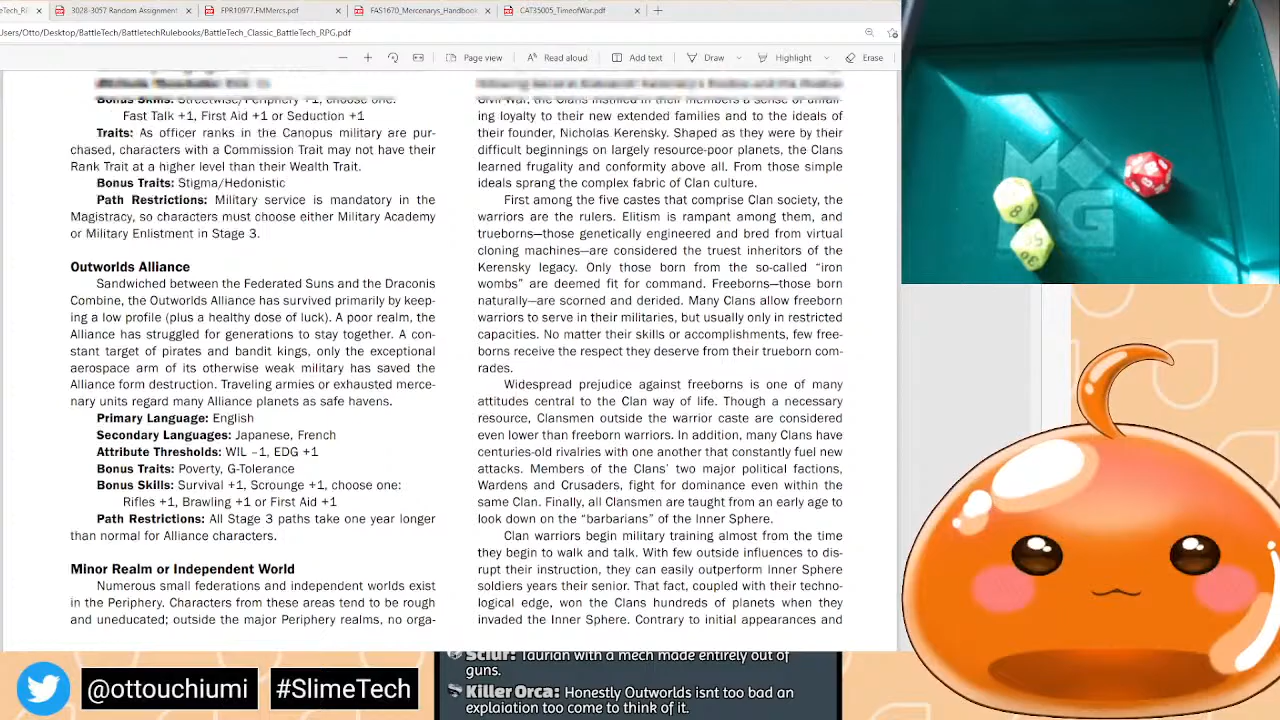 eTech_RP
3028-3057 Random Assignment
FPR10977.FMMercs.pdf
FAS1670_Mercenarys_Handbook
CAT35005_TimeofWar.pdf
sers/Otto/Desktop/BattleTech/BattletechRulebooks/BattleTech_Classic_BattleTech_RPG.pdf
Page view
Read aloud
Add text
Draw
Highlight
Erase
Bonus Skills: Streetwise/Periphery +1, choose one:
Fast Talk +1, First Aid +1 or Seduction +1
Traits: As officer ranks in the Canopus military are pur-
chased, characters with a Commission Trait may not have their
Rank Trait at a higher level than their Wealth Trait.
Bonus Traits: Stigma/Hedonistic
Path Restrictions: Military service is mandatory in the
Magistracy, so characters must choose either Military Academy
or Military Enlistment in Stage 3.
Outworlds Alliance
Sandwiched between the Federated Suns and the Draconis
Combine, the Outworlds Alliance has survived primarily by keep-
ing a low profile (plus a healthy dose of luck). A poor realm, the
Alliance has struggled for generations to stay together. A con-
stant target of pirates and bandit kings, only the exceptional
aerospace arm of its otherwise weak military has saved the
Alliance form destruction. Traveling armies or exhausted merce-
nary units regard many Alliance planets as safe havens.
Primary Language: English
Secondary Languages: Japanese, French
Attribute Thresholds: WIL –1, EDG +1
Bonus Traits: Poverty, G-Tolerance
Bonus Skills: Survival +1, Scrounge +1, choose one:
Rifles +1, Brawling +1 or First Aid +1
Path Restrictions: All Stage 3 paths take one year longer
than normal for Alliance characters.
Minor Realm or Independent World
Numerous small federations and independent worlds exist
in the Periphery. Characters from these areas tend to be rough
and uneducated; outside the major Periphery realms, no orga-
Civil War, the Clans instilled in their members a sense of unfail-
ing loyalty to their new extended families and to the ideals of
their founder, Nicholas Kerensky. Shaped as they were by their
difficult beginnings on largely resource-poor planets, the Clans
learned frugality and conformity above all. From those simple
ideals sprang the complex fabric of Clan culture.
First among the five castes that comprise Clan society, the
warriors are the rulers. Elitism is rampant among them, and
trueborns—those genetically engineered and bred from virtual
cloning machines—are considered the truest inheritors of the
Kerensky legacy. Only those born from the so-called “iron
wombs” are deemed fit for command. Freeborns—those born
naturally—are scorned and derided. Many Clans allow freeborn
warriors to serve in their militaries, but usually only in restricted
capacities. No matter their skills or accomplishments, few free-
borns receive the respect they deserve from their trueborn com-
rades.
Widespread prejudice against freeborns is one of many
attitudes central to the Clan way of life. Though a necessary
resource, Clansmen outside the warrior caste are considered
even lower than freeborn warriors. In addition, many Clans have
centuries-old rivalries with one another that constantly fuel new
attacks. Members of the Clans’ two major political factions,
Wardens and Crusaders, fight for dominance even within the
same Clan. Finally, all Clansmen are taught from an early age to
look down on the “barbarians” of the Inner Sphere.
Clan warriors begin military training almost from the time
they begin to walk and talk. With few outside influences to dis-
rupt their instruction, they can easily outperform Inner Sphere
soldiers years their senior. That fact, coupled with their techno-
logical edge, won the Clans hundreds of planets when they
invaded the Inner Sphere. Contrary to initial appearances and
8
@ottouchiumi
#SlimeTech
Sciur: Taurian with a mech made entirely out of
guns.
Killer Orca: Honestly Outworlds isnt too bad an
explaiation too come to think of it.